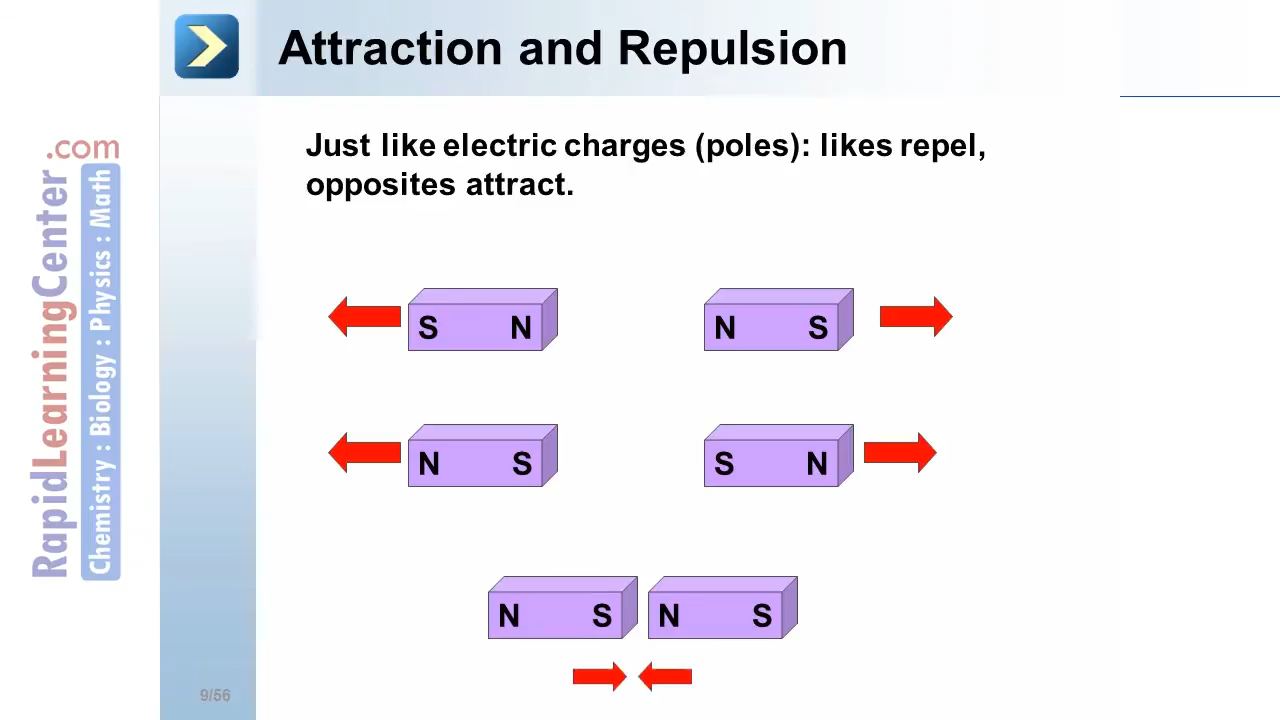 Attraction and Repulsion
.com
RapidLearningCenter
Chemistry : Biology : Physics : Math
Just like electric charges (poles): likes repel,
opposites attract.
S N N S
N S S N
N S N S
9/56